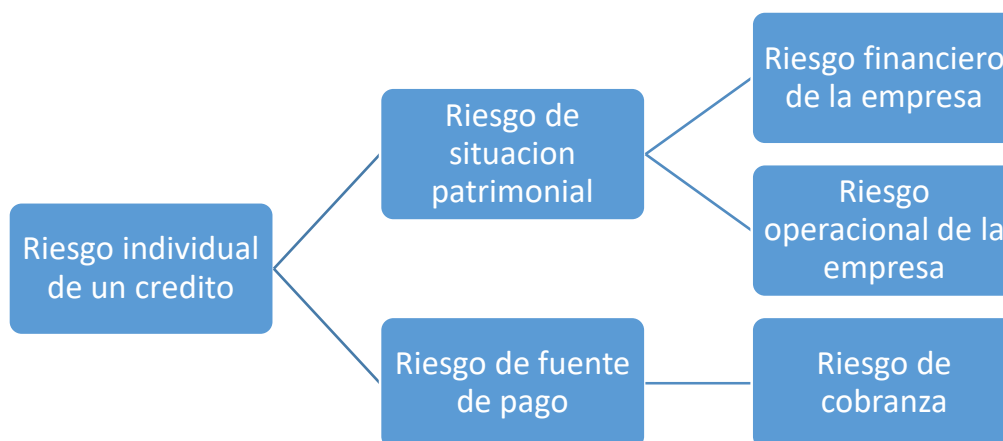 Riesgo individual
de un credito
Riesgo de
situacion
patrimonial
Riesgo financiero
de la empresa
Riesgo
operacional de la
empresa
Riesgo de fuente
de pago
Riesgo de
cobranza